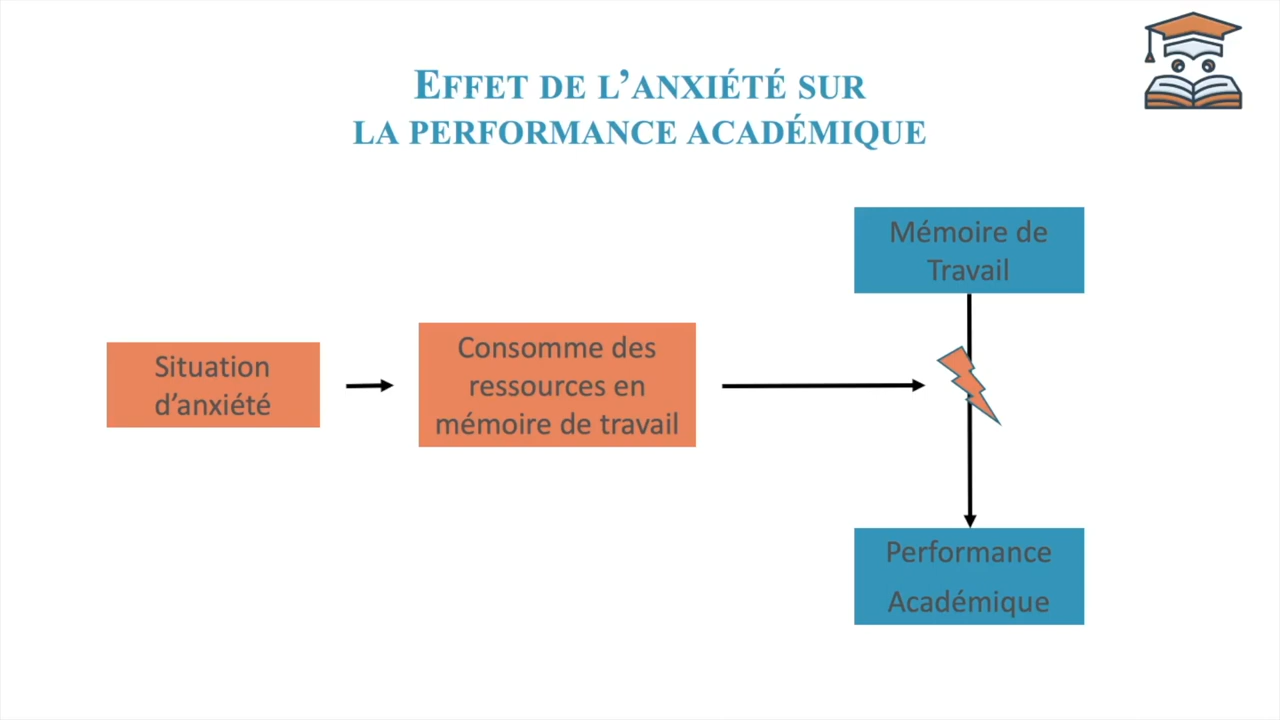 EFFET DE L’ANXIÉTÉ SUR
LA PERFORMANCE ACADÉMIQUE
Situation
d’anxiété
Consomme des
ressources en
mémoire de travail
Mémoire de
Travail
Performance
Académique